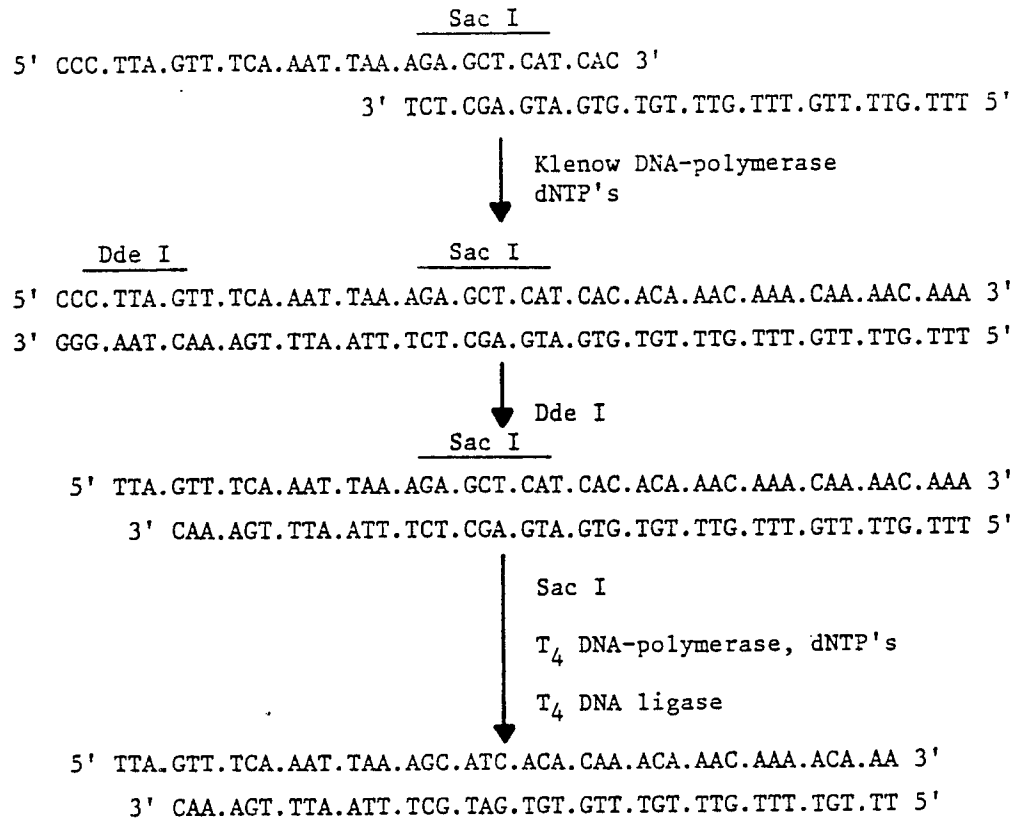 Sac I
5' CCC.TTA.GTT.TCA.AAT.TAA.AGA.GCT.CAT.CAC 3'
3' TCT.CGA.GTA.GTG.TGT.TTG.TTT.GTT.TTG.TTT 5'
Klenow DNA-polymerase
dNTP's
Dde I Sac I
5' CCC.TTA.GTT.TCA.AAT.TAA.AGA.GCT.CAT.CAC.ACA.AAC.AAA.CAA.AAC.AAA 3'
3' GGG.AAT.CAA.AGT.TTA.ATT.TCT.CGA.GTA.GTG.TGT.TTG.TTT.GTT.TTG.TTT 5'
Dde I
Sac I
5' TTA.GTT.TCA.AAT.TAA.AGA.GCT.CAT.CAC.ACA.AAC.AAA.CAA.AAC.AAA 3'
3' CAA.AGT.TTA.ATT.TCT.CGA.GTA.GTG.TGT.TTG.TTT.GTT.TTG.TTT 5'
Sac I
T4 DNA-polymerase, dNTP's
T4 DNA ligase
5' TTA.GTT.TCA.AAT.TAA.AGC.ATC.ACA.CAA.ACA.AAC.AAA.ACA.AA 3'
3' CAA.AGT.TTA.ATT.TCG.TAG.TGT.GTT.TGT.TTG.TTT.TGT.TT 5'